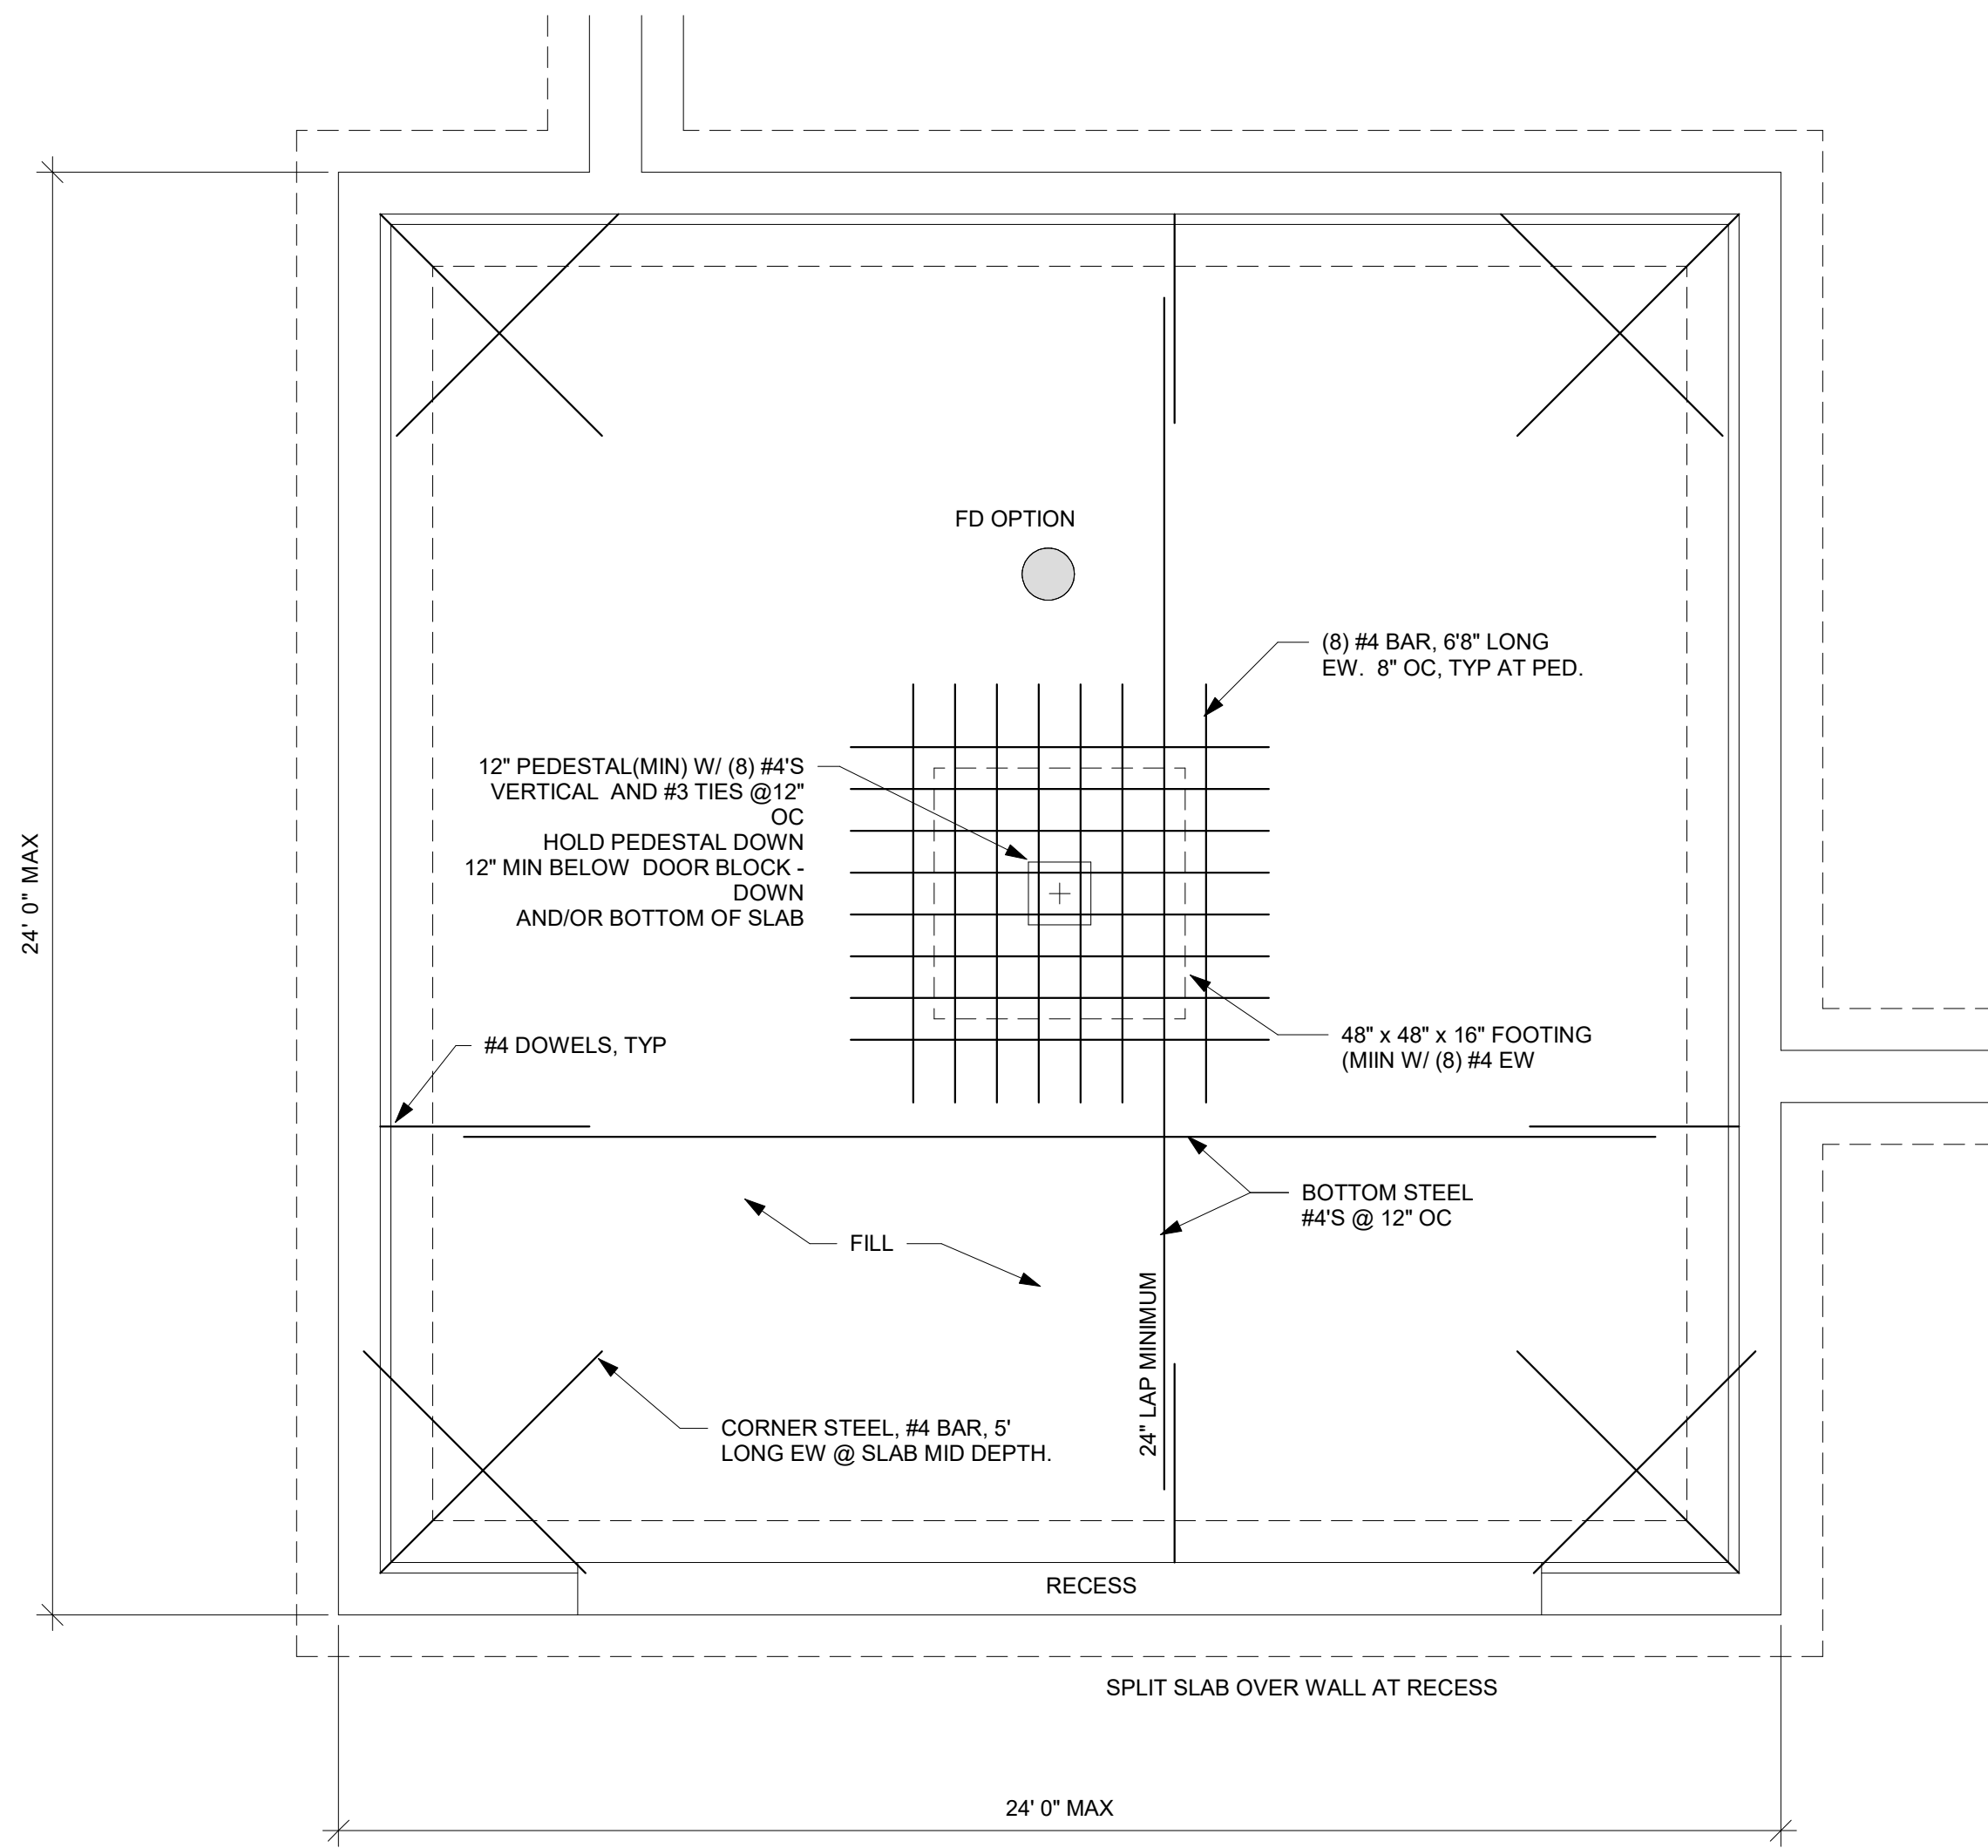 FD OPTION
(8) #4 BAR, 6'8" LONG
EW.  8" OC, TYP AT PED.
12" PEDESTAL(MIN) W/ (8) #4'S
VERTICAL  AND #3 TIES @12"
OC
HOLD PEDESTAL DOWN
12" MIN BELOW  DOOR BLOCK -
DOWN
AND/OR BOTTOM OF SLAB
24' 0" MAX
#4 DOWELS, TYP
48" x 48" x 16" FOOTING
(MIIN W/ (8) #4 EW
BOTTOM STEEL
#4'S @ 12" OC
FILL
24" LAP MINIMUM
CORNER STEEL, #4 BAR, 5'
LONG EW @ SLAB MID DEPTH.
RECESS
SPLIT SLAB OVER WALL AT RECESS
24' 0" MAX